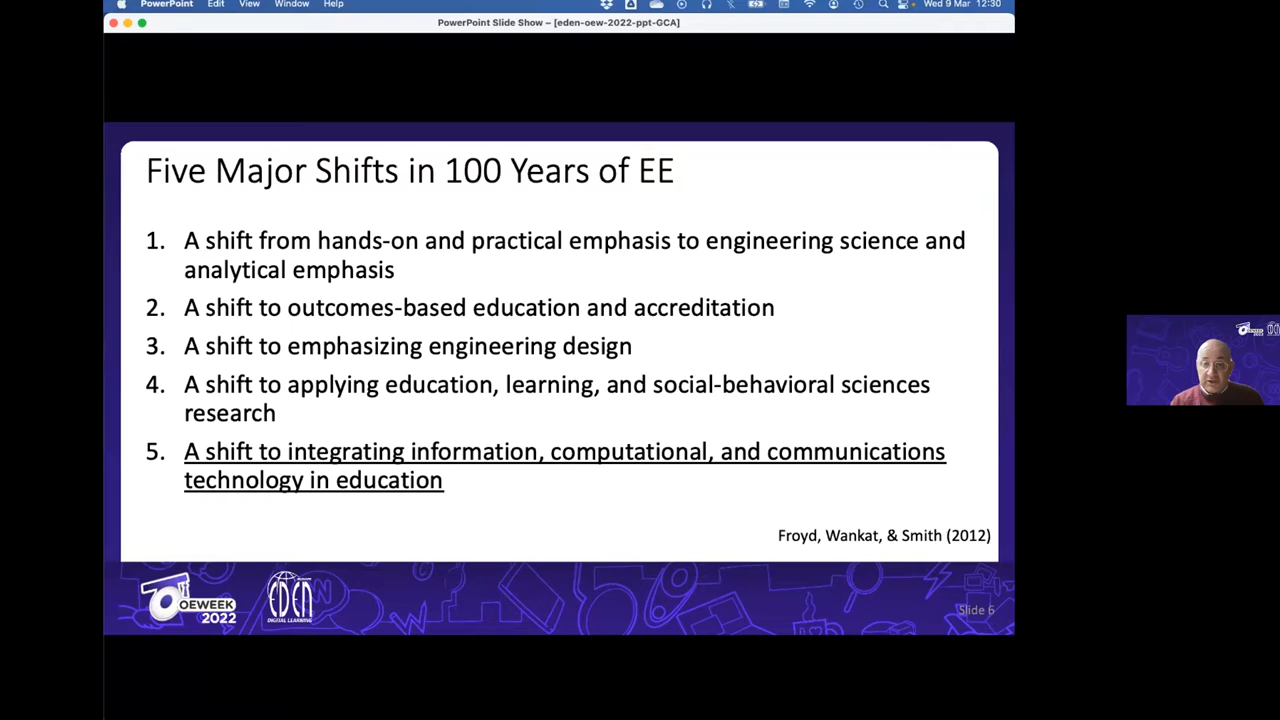 PowerPoint Edit View Window Help Wed 9 Mar 12:30
PowerPoint Slide Show – [eden-oew-2022-ppt-GCA]
Five Major Shifts in 100 Years of EE
1. A shift from hands-on and practical emphasis to engineering science and
analytical emphasis
2. A shift to outcomes-based education and accreditation
3. A shift to emphasizing engineering design
4. A shift to applying education, learning, and social-behavioral sciences
research
5. A shift to integrating information, computational, and communications
technology in education
Froyd, Wankat, & Smith (2012)
OEWEEK
2022
EDEN
DIGITAL LEARNING
Slide 6